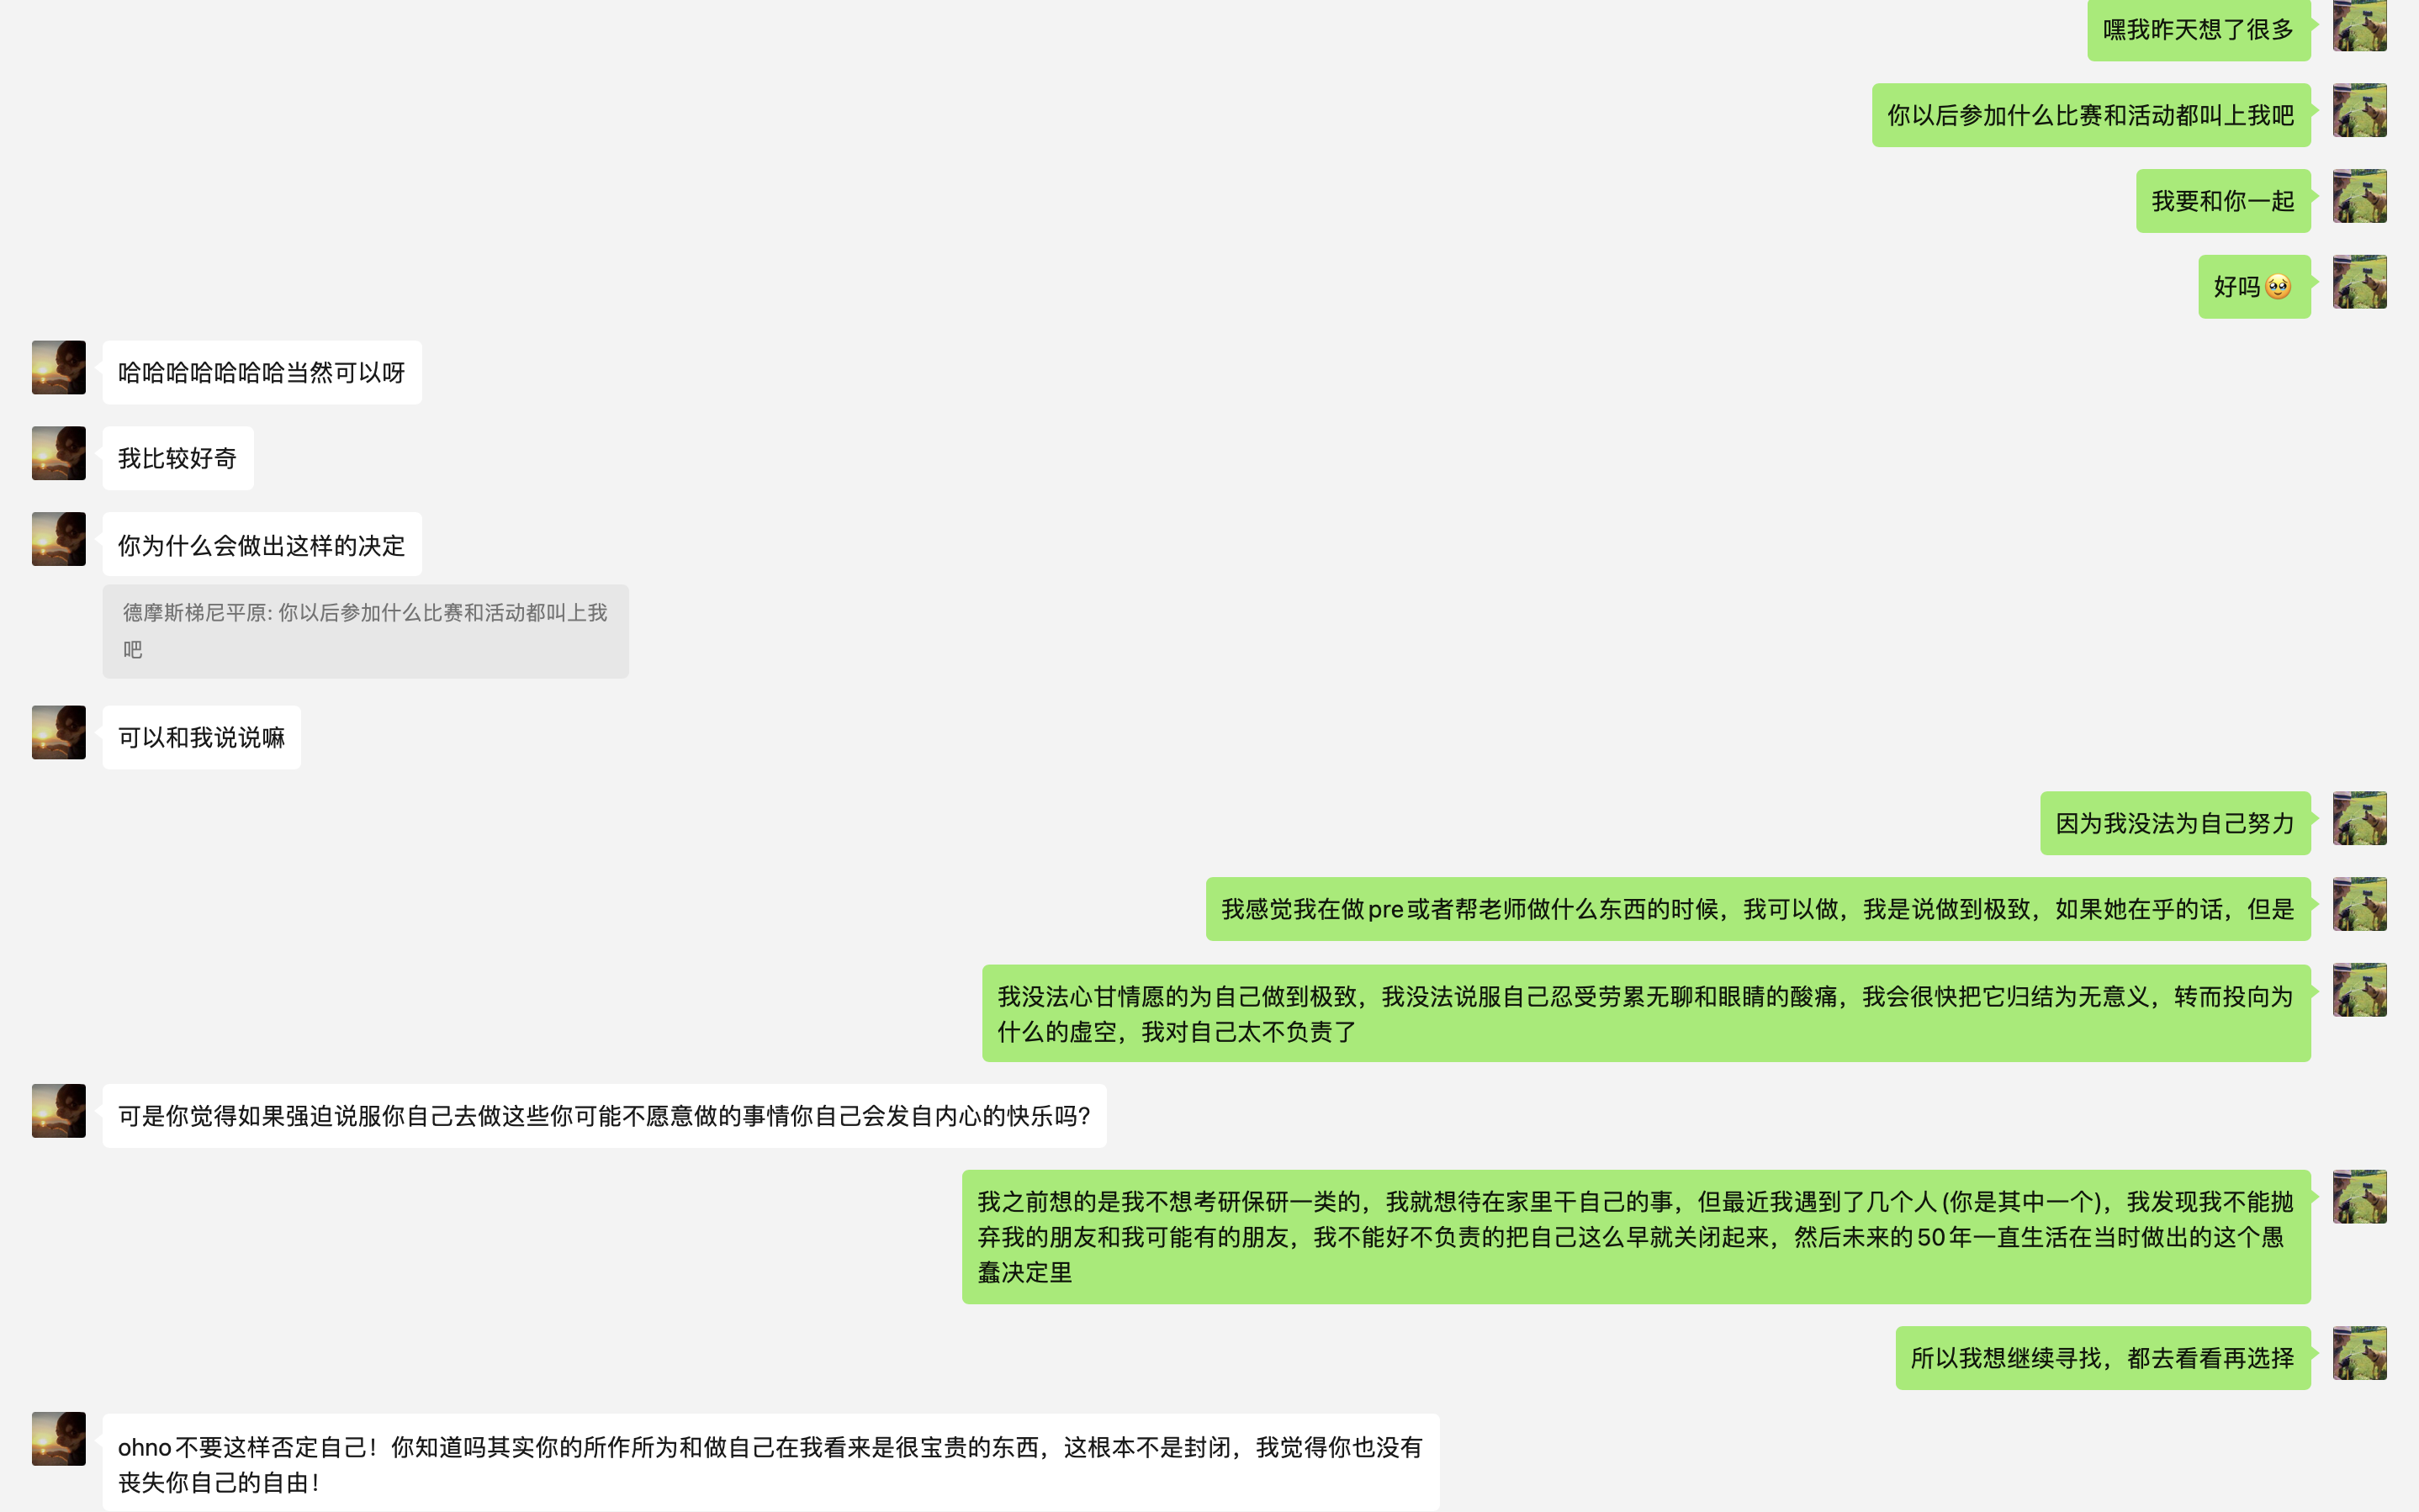 嘿我昨天想了很多
你以后参加什么比赛和活动都叫上我吧
我要和你一起
好吗🥹
哈哈哈哈哈哈哈当然可以呀
我比较好奇
你为什么会做出这样的决定
德摩斯梯尼平原: 你以后参加什么比赛和活动都叫上我
吧
可以和我说说嘛
因为我没法为自己努力
我感觉我在做pre或者帮老师做什么东西的时候，我可以做，我是说做到极致，如果她在乎的话，但是
我没法心甘情愿的为自己做到极致，我没法说服自己忍受劳累无聊和眼睛的酸痛，我会很快把它归结为无意义，转而投向为
什么的虚空，我对自己太不负责了
可是你觉得如果强迫说服你自己去做这些你可能不愿意做的事情你自己会发自内心的快乐吗?
我之前想的是我不想考研保研一类的，我就想待在家里干自己的事，但最近我遇到了几个人(你是其中一个)，我发现我不能抛
弃我的朋友和我可能有的朋友，我不能好不负责的把自己这么早就关闭起来，然后未来的50年一直生活在当时做出的这个愚
蠢决定里
所以我想继续寻找，都去看看再选择
ohno不要这样否定自己！你知道吗其实你的所作所为和做自己在我看来是很宝贵的东西，这根本不是封闭，我觉得你也没有
丧失你自己的自由！